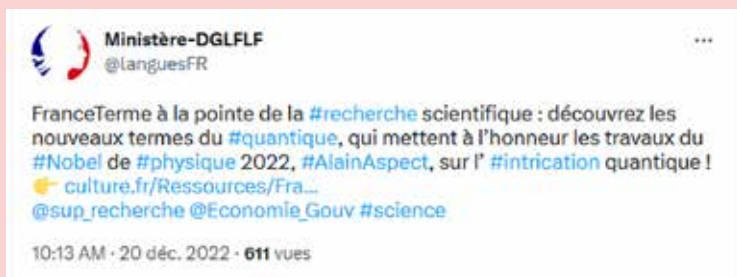 Ministère-DGLFLF
@languesFR
...
FranceTerme à la pointe de la #recherche scientifique : découvrez les
nouveaux termes du #quantique, qui mettent à l'honneur les travaux du
#Nobel de #physique 2022, #AlainAspect, sur l' #intrication quantique !
👉 culture.fr/Ressources/Fra...
@sup_recherche @Economie_Gouv #science
10:13 AM · 20 déc. 2022 · 611 vues